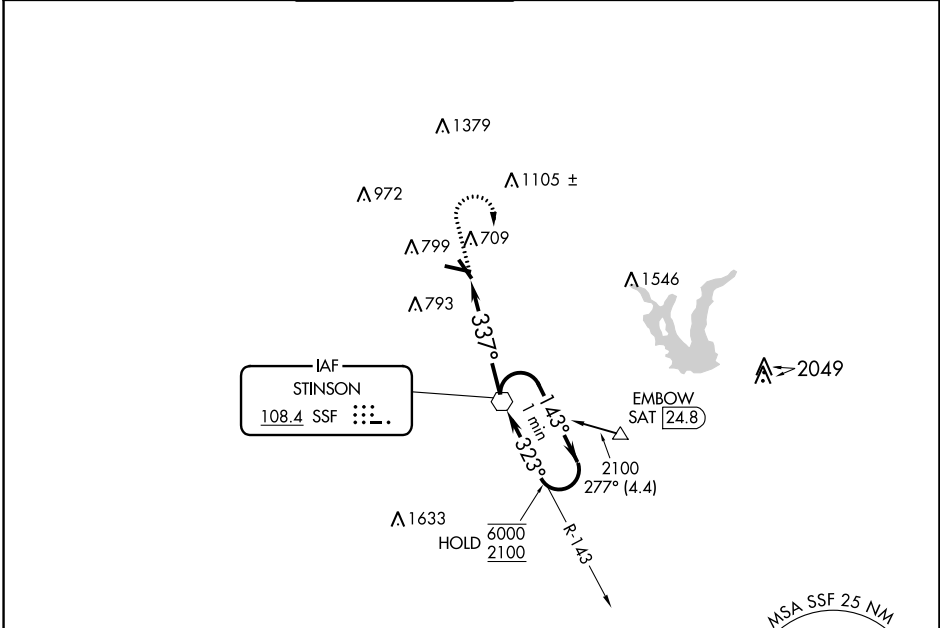 1379
1105 ±
972
709
799
1546
793
337°
2049
IAF
STINSON
108.4 SSF
EMBOW
SAT 24.8
143°
1 min
323°
2100
277° (4.4)
1633
HOLD 6000
2100
R-143
MSA SSF 25 NM